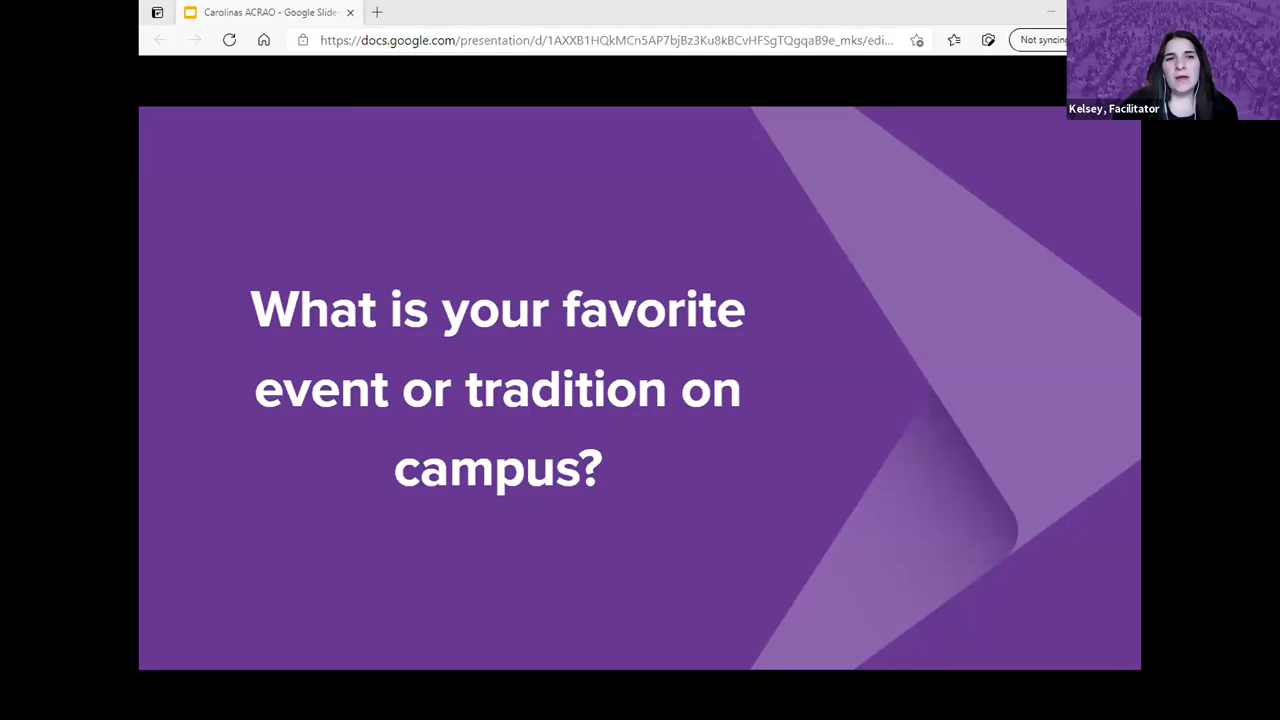 Carolinas ACRAO - Google Slide
https://docs.google.com/presentation/d/1AXXB1HQkMCn5AP7bjBz3Ku8kBCvHFSgTQgqaB9e_mks/edi...
Not syncing
Kelsey, Facilitator
What is your favorite
event or tradition on
campus?